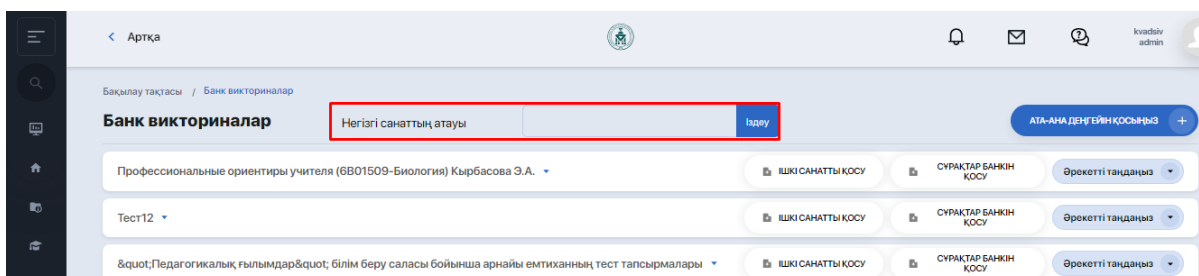 Артқа
kvadsiv
admin
Бақылау тақтасы / Банк викториналар
Банк викториналар
Негізгі санаттың атауы
Іздеу
АТА-АНА ДЕҢГЕЙІН ҚОСЫҢЫЗ +
Профессиональные ориентиры учителя (6B01509-Биология) Кырбасова Э.А.
ІШКІ САНАТТЫ ҚОСУ
СҰРАҚТАР БАНКІН
ҚОСУ
Әрекетті таңдаңыз
Тест12
ІШКІ САНАТТЫ ҚОСУ
СҰРАҚТАР БАНКІН
ҚОСУ
Әрекетті таңдаңыз
&quot;Педагогикалық ғылымдар&quot; білім беру саласы бойынша арнайы емтиханның тест тапсырмалары
ІШКІ САНАТТЫ ҚОСУ
СҰРАҚТАР БАНКІН
ҚОСУ
Әрекетті таңдаңыз